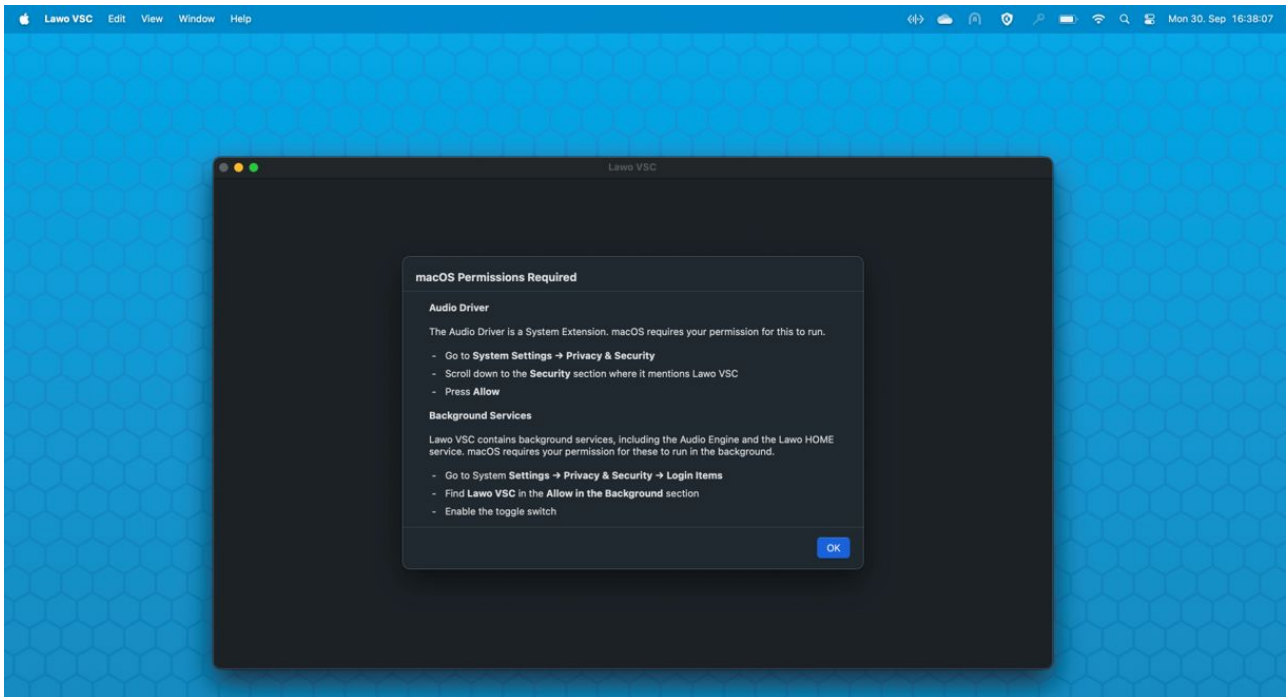 Lawo VSC Edit View Window Help Mon 30. Sep 16:38:07
Lawo VSC
macOS Permissions Required
Audio Driver
The Audio Driver is a System Extension. macOS requires your permission for this to run.
- Go to System Settings → Privacy & Security
- Scroll down to the Security section where it mentions Lawo VSC
- Press Allow
Background Services
Lawo VSC contains background services, including the Audio Engine and the Lawo HOME
service. macOS requires your permission for these to run in the background.
- Go to System Settings → Privacy & Security → Login Items
- Find Lawo VSC in the Allow in the Background section
- Enable the toggle switch
OK